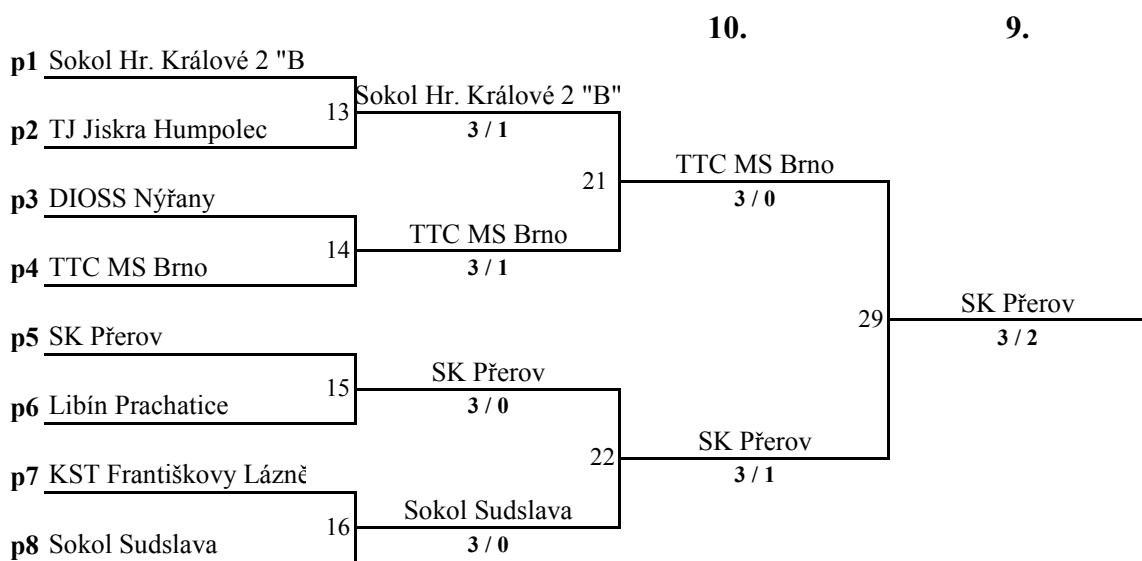 10. 9.
p1 Sokol Hr. Králové 2 "B
Sokol Hr. Králové 2 "B"
13
3 / 1
p2 TJ Jiskra Humpolec
TTC MS Brno
21
3 / 0
p3 DIOSS Nýřany
TTC MS Brno
14
3 / 1
p4 TTC MS Brno
SK Přerov
29
3 / 2
p5 SK Přerov
SK Přerov
15
3 / 0
p6 Libín Prachatice
SK Přerov
22
3 / 1
p7 KST Františkovy Lázně
Sokol Sudslava
16
3 / 0
p8 Sokol Sudslava